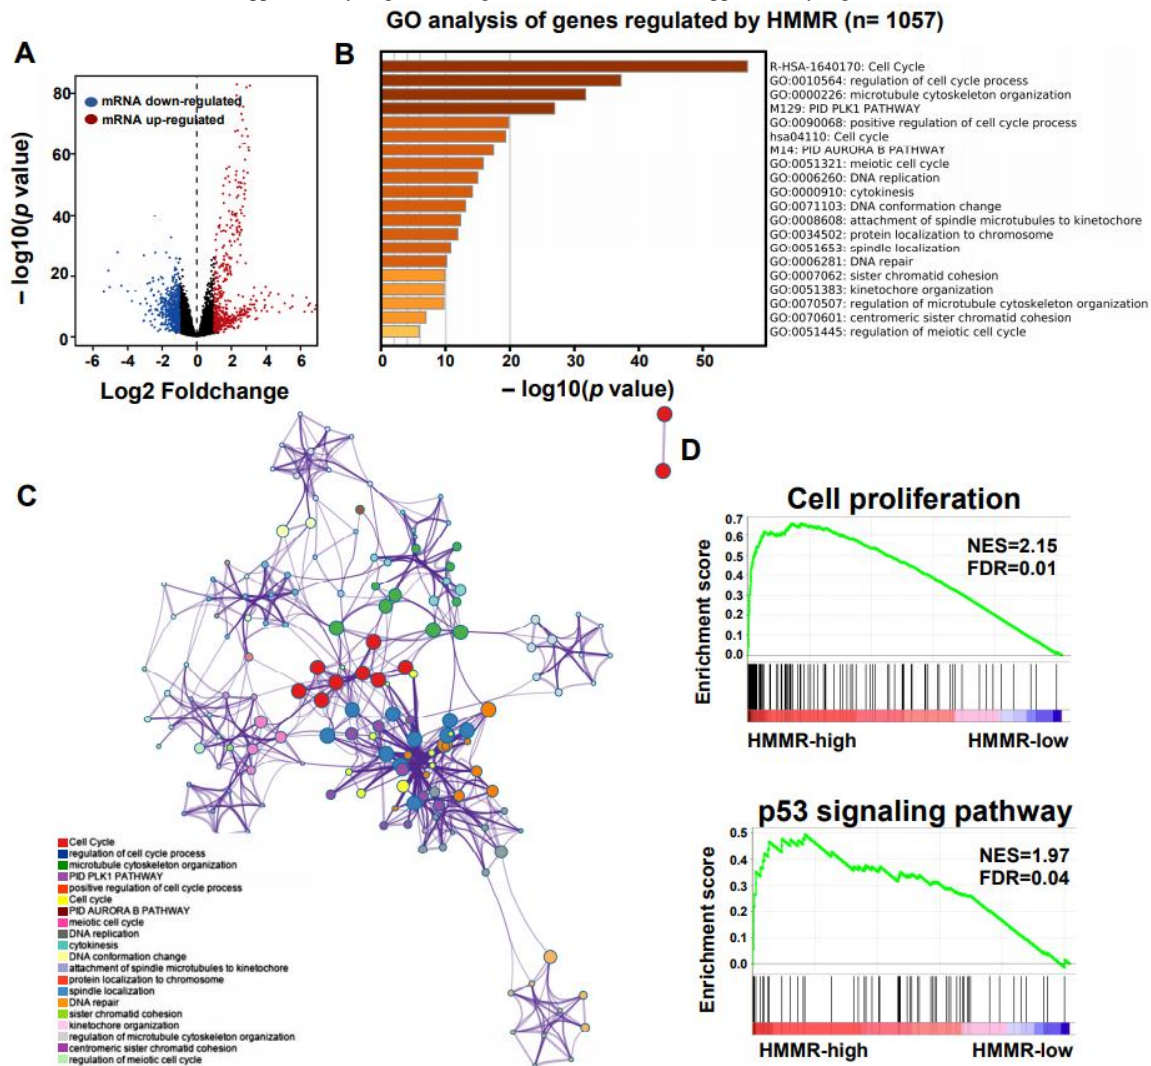 GO analysis of genes regulated by HMMR (n= 1057)
A
mRNA down-regulated
mRNA up-regulated
– log10(p value)
80
60
40
20
0
-6 -4 -2 0 2 4 6
Log2 Foldchange
B
R-HSA-1640170: Cell Cycle
GO:0010564: regulation of cell cycle process
GO:0000226: microtubule cytoskeleton organization
M129: PID PLK1 PATHWAY
GO:0090068: positive regulation of cell cycle process
hsa04110: Cell cycle
M14: PID AURORA B PATHWAY
GO:0051321: meiotic cell cycle
GO:0006260: DNA replication
GO:0000910: cytokinesis
GO:0071103: DNA conformation change
GO:0008608: attachment of spindle microtubules to kinetochore
GO:0034502: protein localization to chromosome
GO:0051653: spindle localization
GO:0006281: DNA repair
GO:0007062: sister chromatid cohesion
GO:0051383: kinetochore organization
GO:0070507: regulation of microtubule cytoskeleton organization
GO:0070601: centromeric sister chromatid cohesion
GO:0051445: regulation of meiotic cell cycle
0 10 20 30 40 50
– log10(p value)
C
Cell Cycle
regulation of cell cycle process
microtubule cytoskeleton organization
PID PLK1 PATHWAY
positive regulation of cell cycle process
Cell cycle
PID AURORA B PATHWAY
meiotic cell cycle
DNA replication
cytokinesis
DNA conformation change
attachment of spindle microtubules to kinetochore
protein localization to chromosome
spindle localization
DNA repair
sister chromatid cohesion
kinetochore organization
regulation of microtubule cytoskeleton organization
centromeric sister chromatid cohesion
regulation of meiotic cell cycle
D
Cell proliferation
Enrichment score
0.7
0.6
0.5
0.4
0.3
0.2
0.1
0.0
NES=2.15
FDR=0.01
HMMR-high HMMR-low
p53 signaling pathway
Enrichment score
0.5
0.4
0.3
0.2
0.1
0.0
NES=1.97
FDR=0.04
HMMR-high HMMR-low